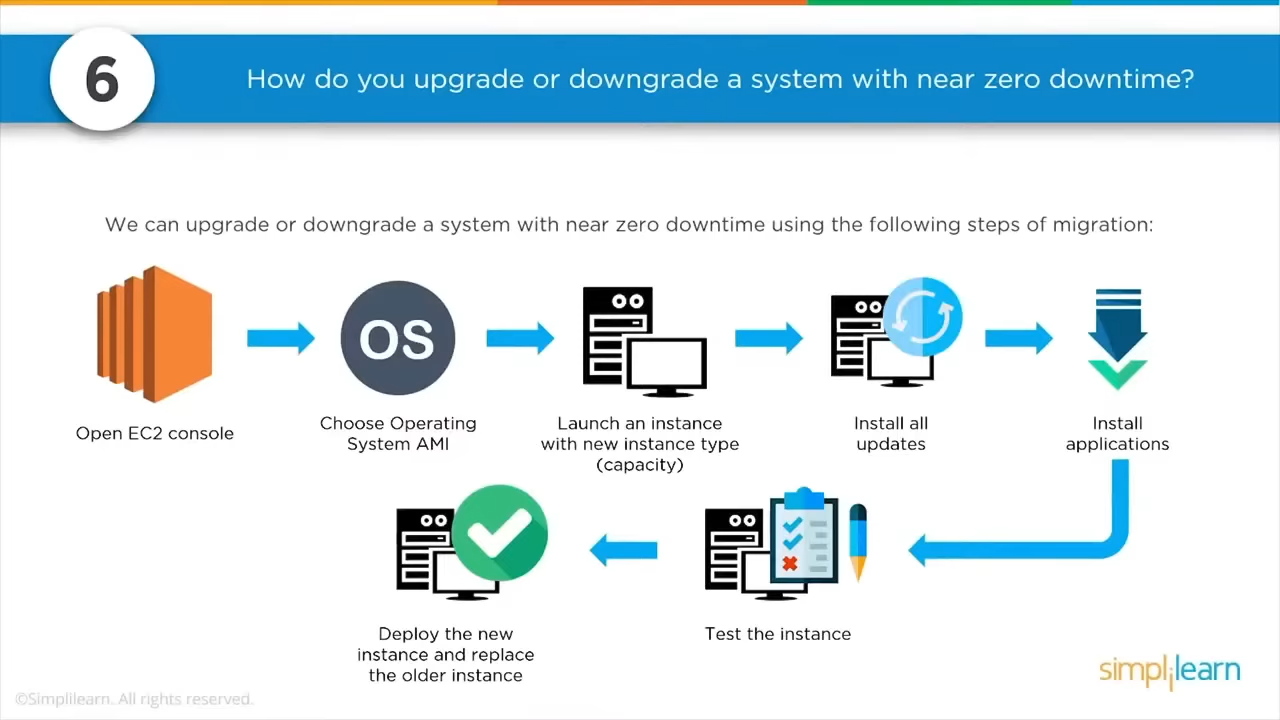 6
How do you upgrade or downgrade a system with near zero downtime?
We can upgrade or downgrade a system with near zero downtime using the following steps of migration:
Open EC2 console
OS
Choose Operating
System AMI
Launch an instance
with new instance type
(capacity)
Install all
updates
Install
applications
Test the instance
Deploy the new
instance and replace
the older instance
©Simplilearn. All rights reserved.
simplilearn